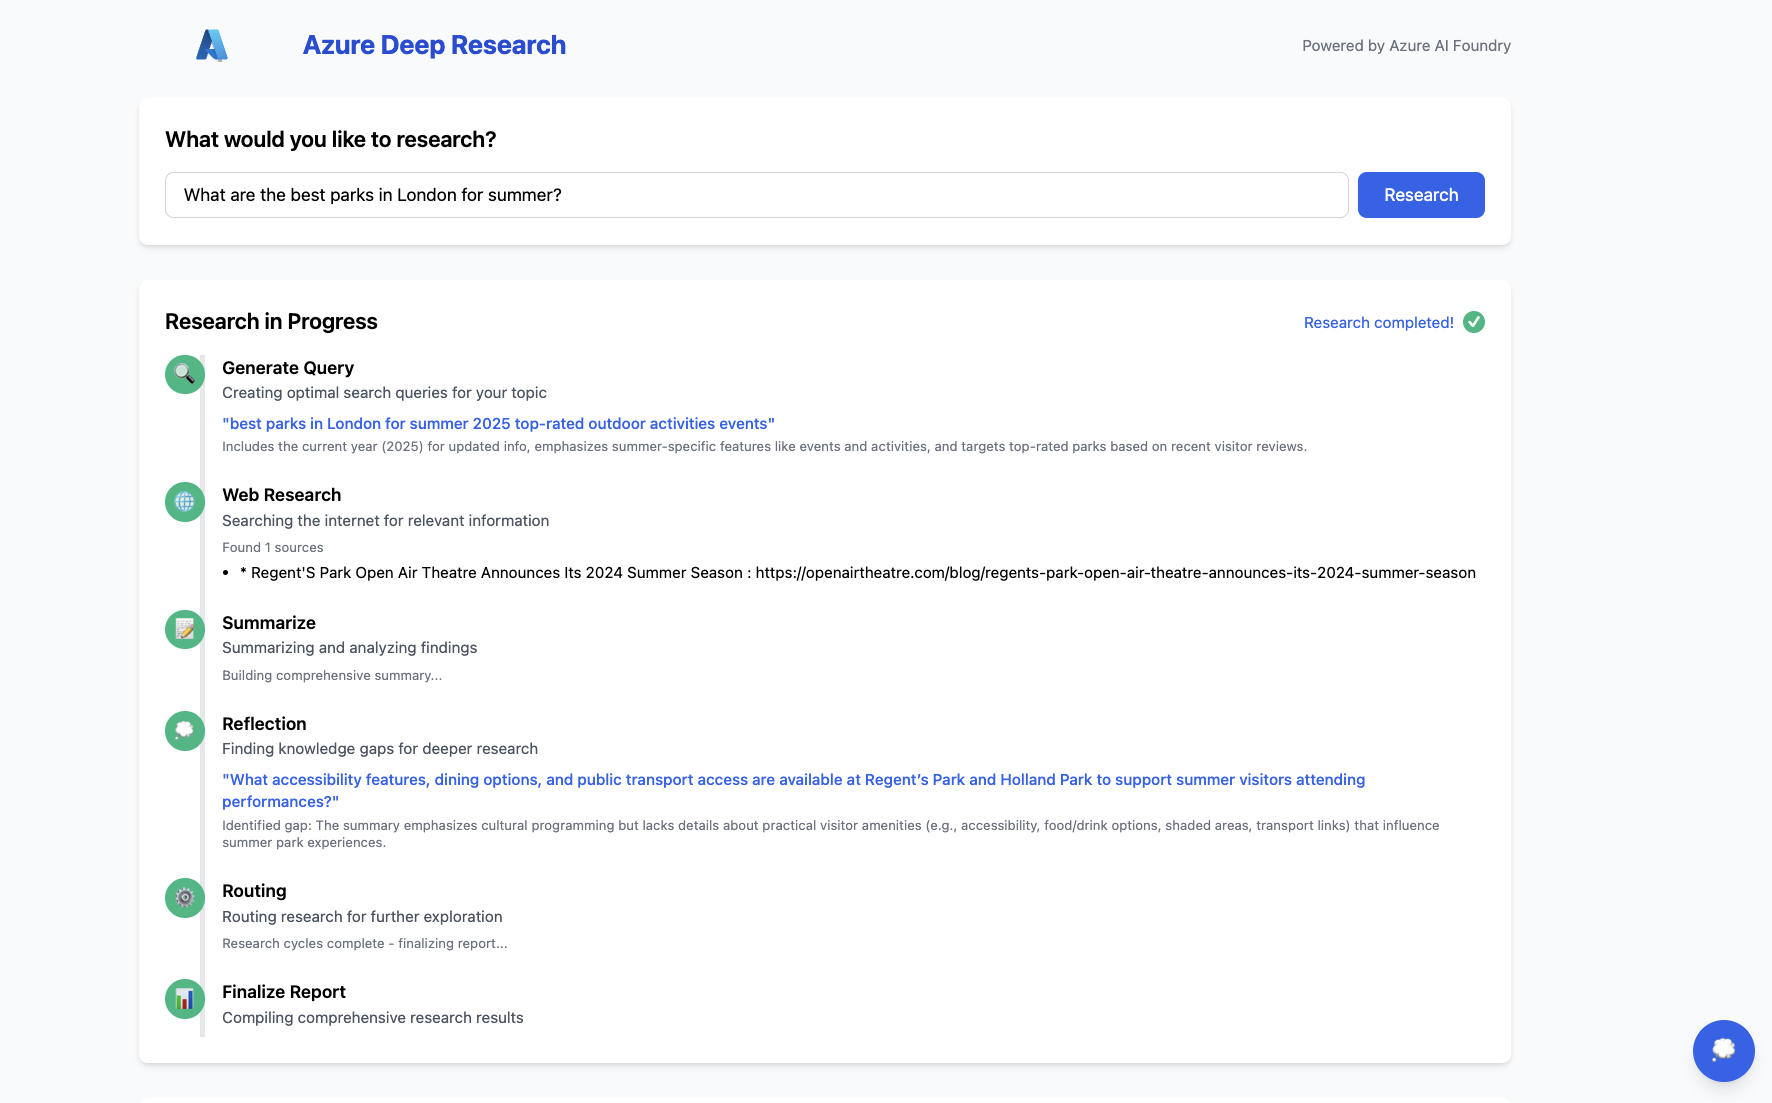 Azure Deep Research
Powered by Azure AI Foundry
What would you like to research?
What are the best parks in London for summer?
Research
Research in Progress
Research completed!
Generate Query
Creating optimal search queries for your topic
"best parks in London for summer 2025 top-rated outdoor activities events"
Includes the current year (2025) for updated info, emphasizes summer-specific features like events and activities, and targets top-rated parks based on recent visitor reviews.
Web Research
Searching the internet for relevant information
Found 1 sources
• * Regent'S Park Open Air Theatre Announces Its 2024 Summer Season : https://openairtheatre.com/blog/regents-park-open-air-theatre-announces-its-2024-summer-season
Summarize
Summarizing and analyzing findings
Building comprehensive summary...
Reflection
Finding knowledge gaps for deeper research
"What accessibility features, dining options, and public transport access are available at Regent’s Park and Holland Park to support summer visitors attending
performances?"
Identified gap: The summary emphasizes cultural programming but lacks details about practical visitor amenities (e.g., accessibility, food/drink options, shaded areas, transport links) that influence
summer park experiences.
Routing
Routing research for further exploration
Research cycles complete - finalizing report...
Finalize Report
Compiling comprehensive research results